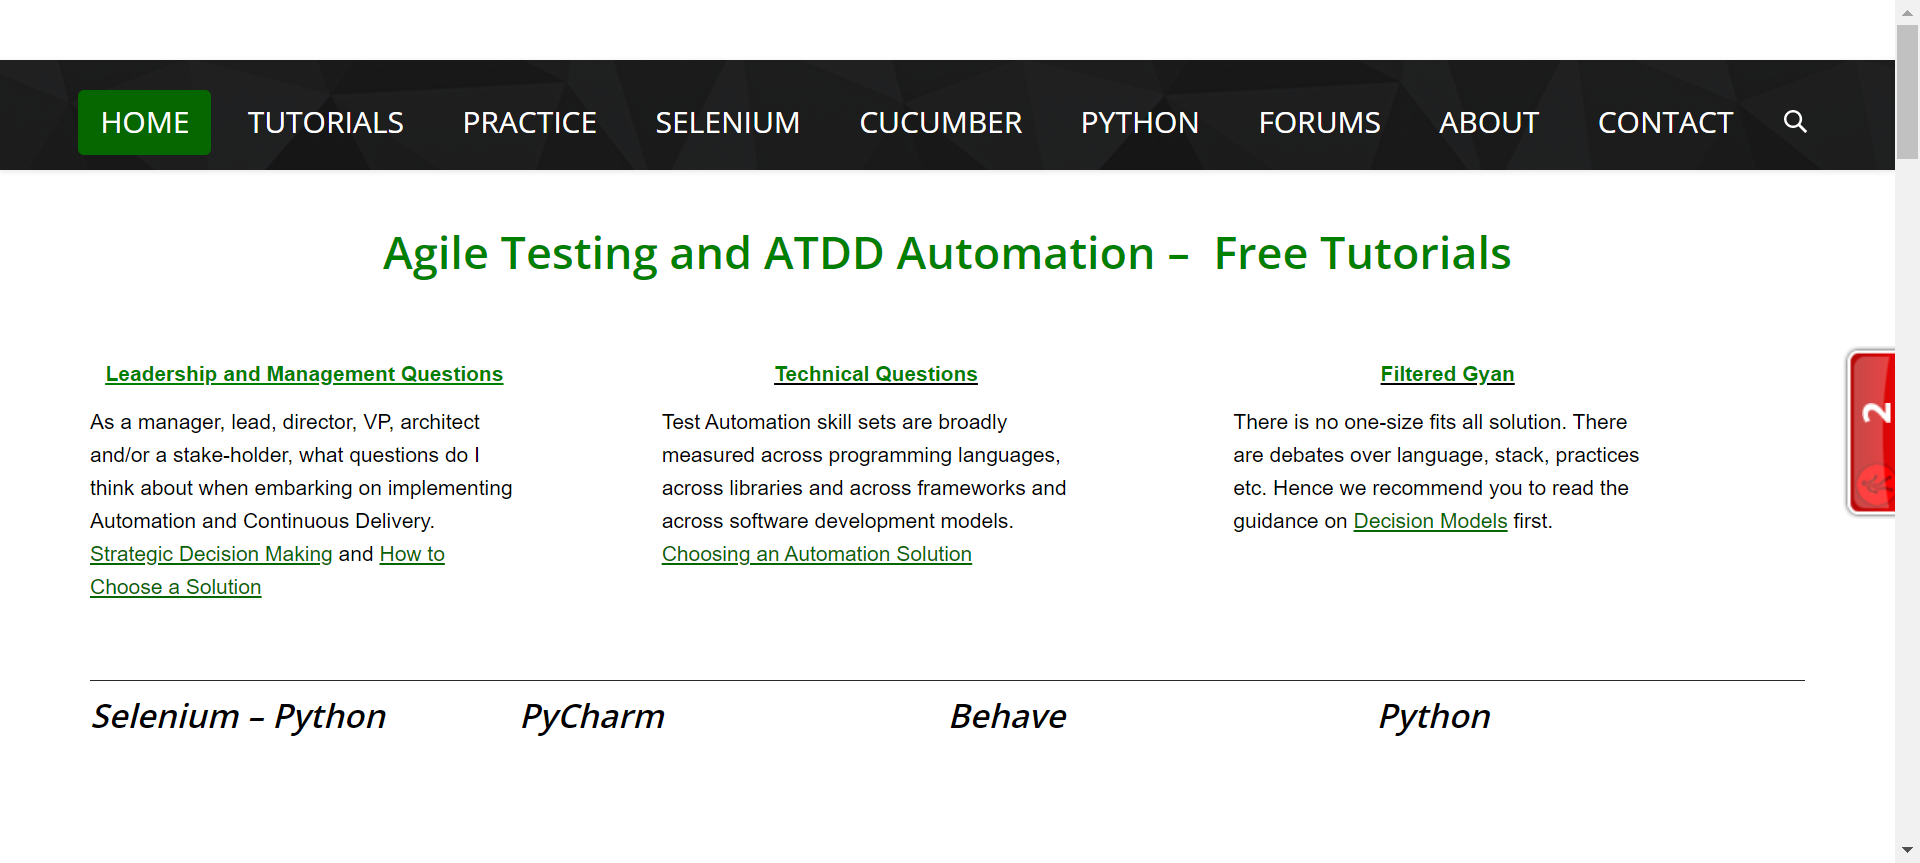 HOME TUTORIALS PRACTICE SELENIUM CUCUMBER PYTHON FORUMS ABOUT CONTACT
Agile Testing and ATDD Automation – Free Tutorials
Leadership and Management Questions
As a manager, lead, director, VP, architect
and/or a stake-holder, what questions do I
think about when embarking on implementing
Automation and Continuous Delivery.
Strategic Decision Making and How to
Choose a Solution
Technical Questions
Test Automation skill sets are broadly
measured across programming languages,
across libraries and across frameworks and
across software development models.
Choosing an Automation Solution
Filtered Gyan
There is no one-size fits all solution. There
are debates over language, stack, practices
etc. Hence we recommend you to read the
guidance on Decision Models first.
2
Selenium – Python
PyCharm
Behave
Python